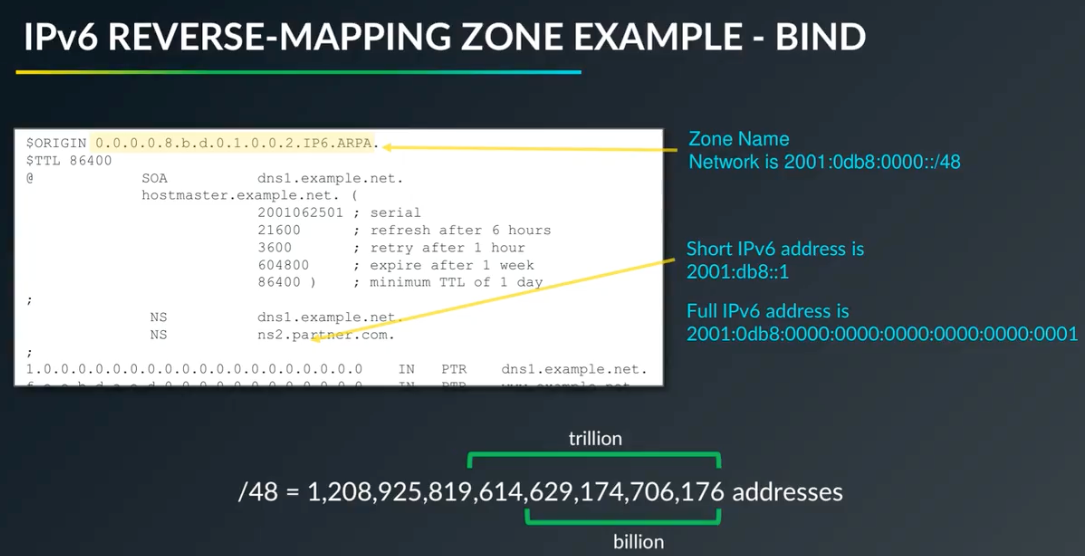 IPv6 REVERSE-MAPPING ZONE EXAMPLE - BIND
$ORIGIN 0.0.0.0.8.b.d.0.1.0.0.2.IP6.ARPA.
$TTL 86400
@ SOA dns1.example.net.
hostmaster.example.net. (
2001062501 ; serial
21600 ; refresh after 6 hours
3600 ; retry after 1 hour
604800 ; expire after 1 week
86400 ) ; minimum TTL of 1 day
;
NS dns1.example.net.
NS ns2.partner.com.
;
1.0.0.0.0.0.0.0.0.0.0.0.0.0.0.0.0.0.0.0 IN PTR dns1.example.net.
IN PTR
Zone Name
Network is 2001:0db8:0000::/48
Short IPv6 address is
2001:db8::1
Full IPv6 address is
2001:0db8:0000:0000:0000:0000:0000:0001
trillion
/48 = 1,208,925,819,614,629,174,706,176 addresses
billion